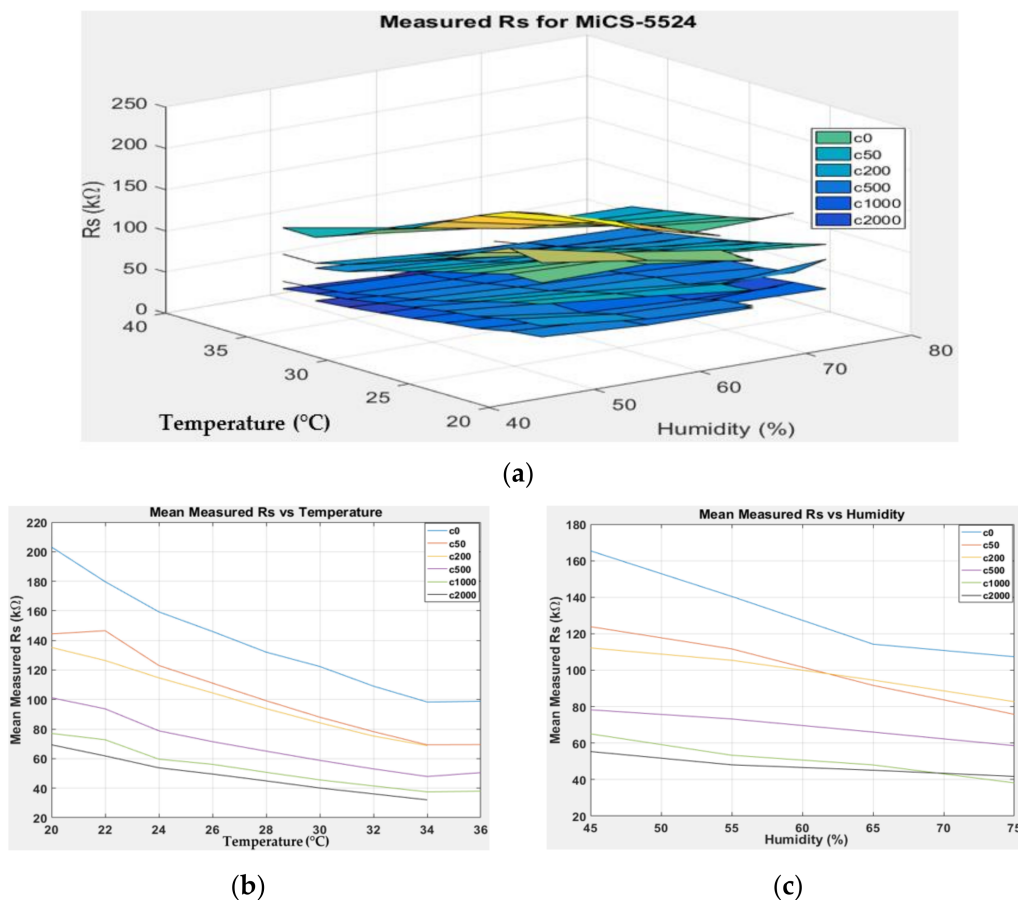 Measured Rs for MiCS-5524
250
200
150
100
50
0
Rs (kΩ)
40
35
30
25
20
Temperature (°C)
40
50
60
70
80
Humidity (%)
c0
c50
c200
c500
c1000
c2000
(a)
Mean Measured Rs vs Temperature
220
200
180
160
140
120
100
80
60
40
20
Mean Measured Rs (kΩ)
20 22 24 26 28 30 32 34 36
Temperature (°C)
c0
c50
c200
c500
c1000
c2000
(b)
Mean Measured Rs vs Humidity
180
160
140
120
100
80
60
40
20
Mean Measured Rs (kΩ)
45 50 55 60 65 70 75
Humidity (%)
c0
c50
c200
c500
c1000
c2000
(c)